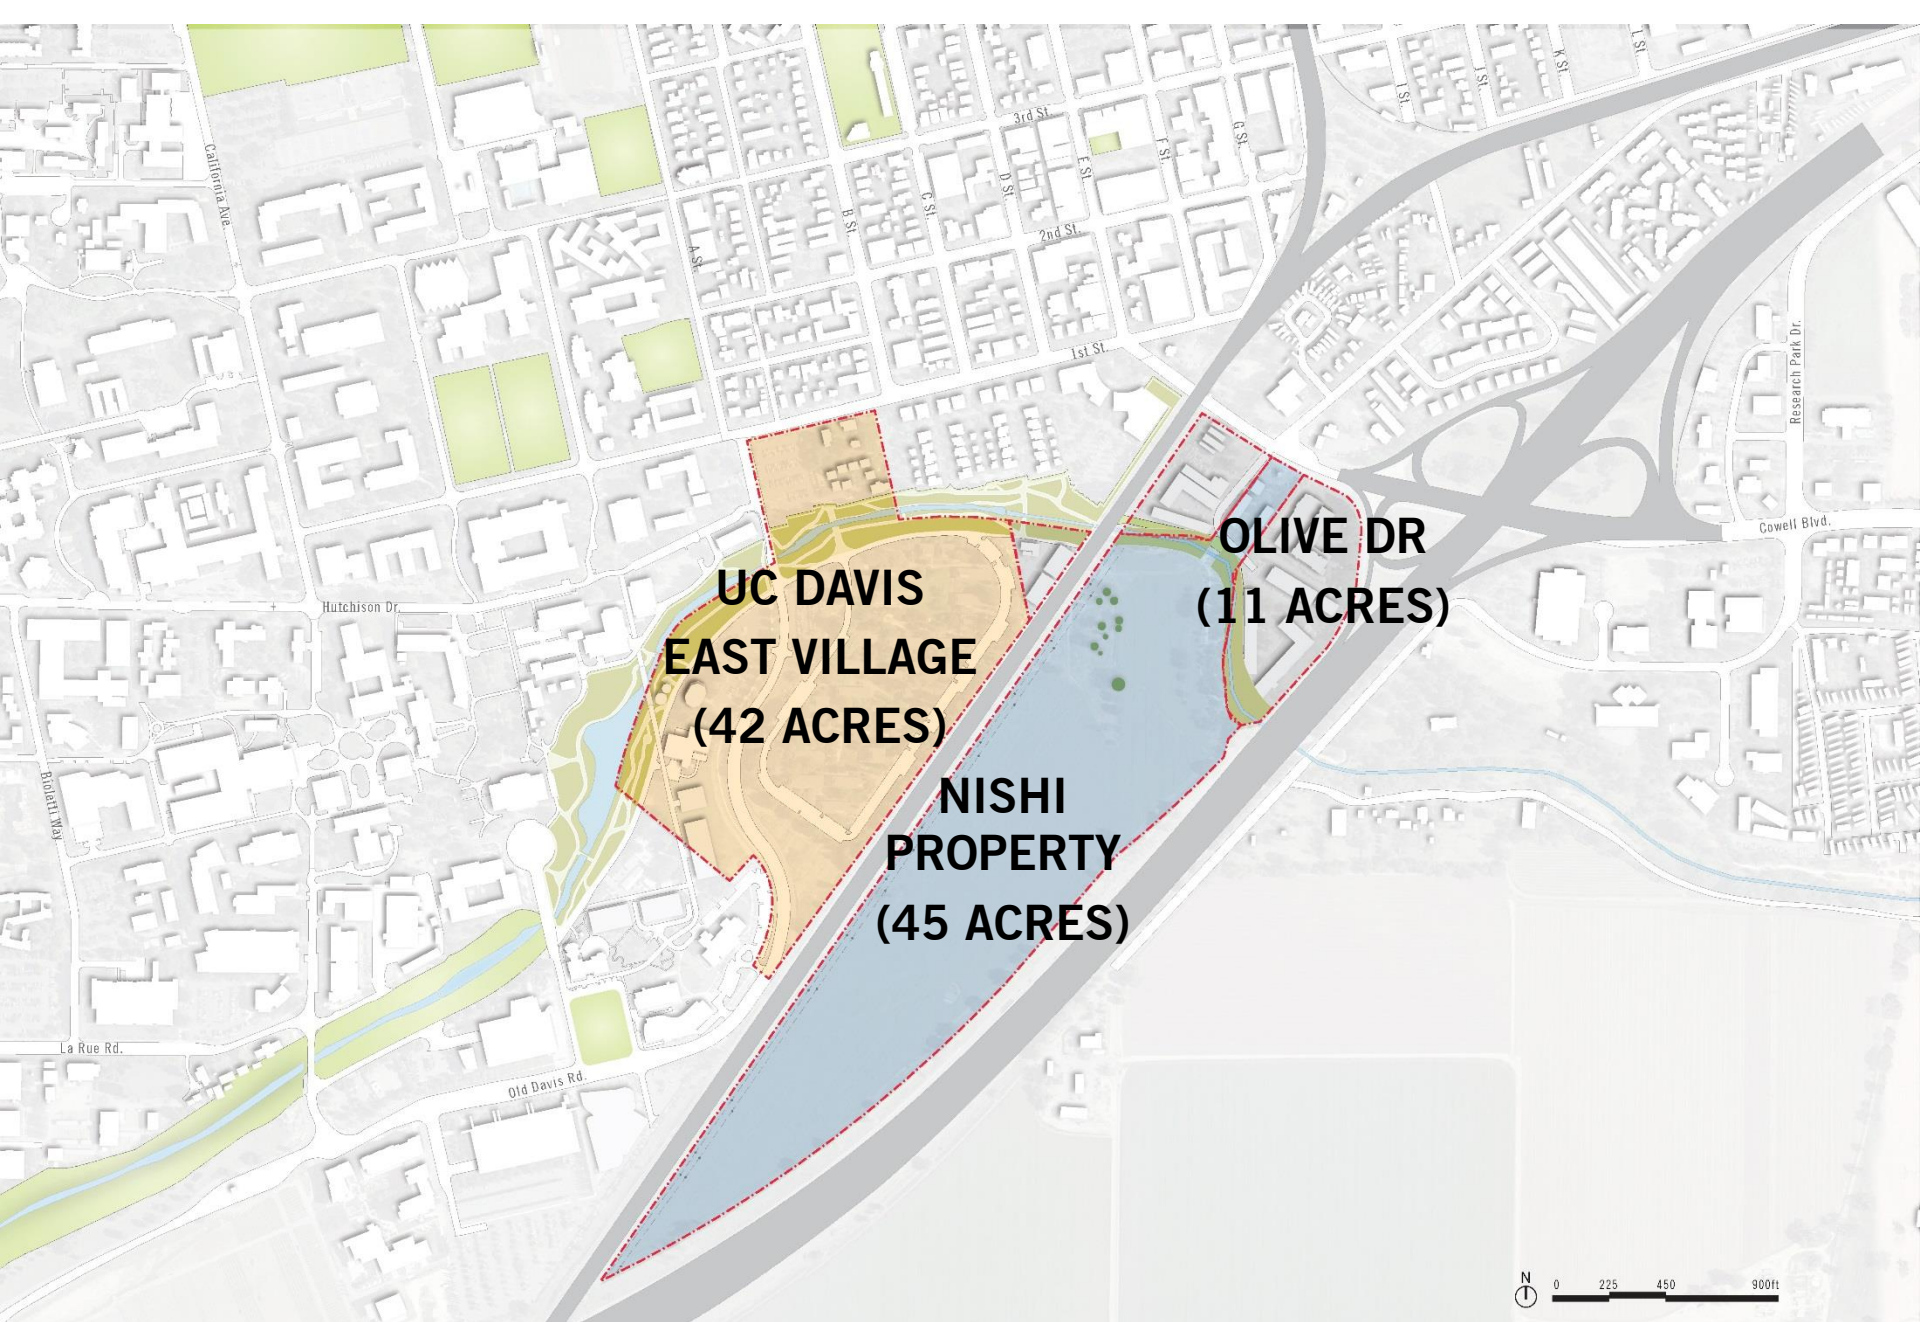 L St.
K St.
J St.
I St.
3rd St.
G St.
F St.
E St.
D St.
C St.
B St.
A St.
2nd St.
1st St.
California Ave.
Research Park Dr.
Cowell Blvd.
OLIVE DR
(11 ACRES)
UC DAVIS
EAST VILLAGE
(42 ACRES)
Hutchison Dr.
NISHI
PROPERTY
(45 ACRES)
Bioletti Way
La Rue Rd.
Old Davis Rd.
N
0 225 450 900ft